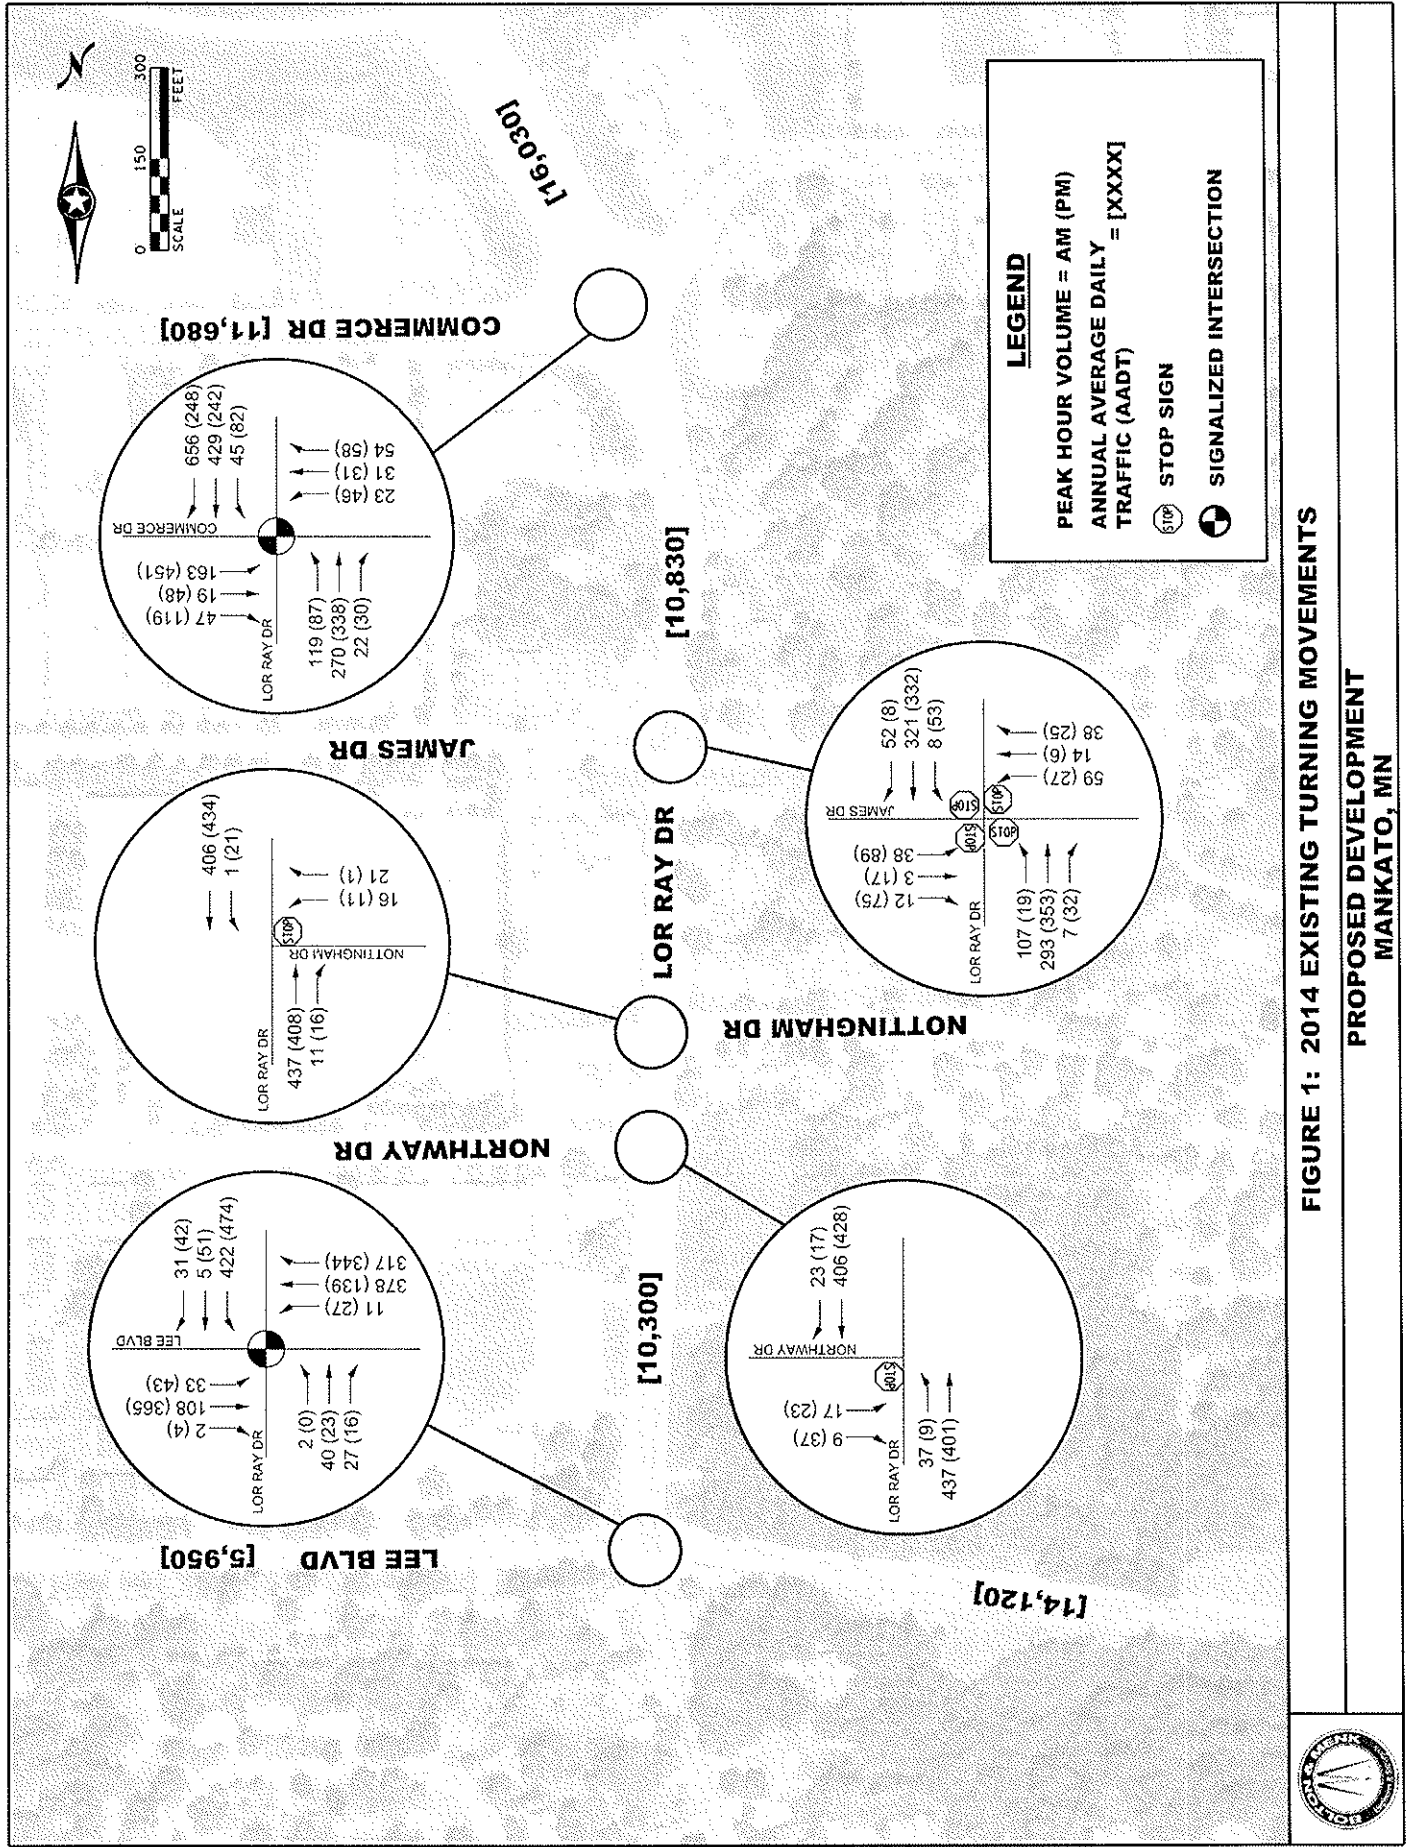 N
0 150 300
SCALE FEET
COMMERCE DR [11,680]
[16,030]
COMMERCE DR
LOR RAY DR
656 (248)
429 (242)
45 (82)
163 (451)
19 (48)
47 (119)
119 (87)
270 (338)
22 (30)
54 (58)
31 (31)
23 (46)
JAMES DR
[10,830]
LOR RAY DR
NOTTINGHAM DR
STOP
406 (434)
1 (21)
437 (408)
11 (16)
21 (1)
16 (11)
LOR RAY DR
NOTTINGHAM DR
JAMES DR
LOR RAY DR
STOP
STOP
STOP
STOP
52 (8)
321 (332)
8 (53)
38 (89)
3 (17)
12 (75)
107 (19)
293 (353)
7 (32)
38 (25)
14 (6)
59 (27)
NORTHWAY DR
[10,300]
LEE BLVD
LOR RAY DR
31 (42)
5 (51)
422 (474)
33 (43)
108 (365)
2 (4)
2 (0)
40 (23)
27 (16)
317 (344)
378 (139)
11 (27)
NORTHWAY DR
LOR RAY DR
STOP
23 (17)
406 (428)
17 (23)
9 (37)
37 (9)
437 (401)
LEE BLVD [5,950]
[14,120]
LEGEND
PEAK HOUR VOLUME = AM (PM)
ANNUAL AVERAGE DAILY
TRAFFIC (AADT) = [XXXX]
STOP STOP SIGN
SIGNALIZED INTERSECTION
FIGURE 1: 2014 EXISTING TURNING MOVEMENTS
PROPOSED DEVELOPMENT
MANKATO, MN
BOLTON & MENK